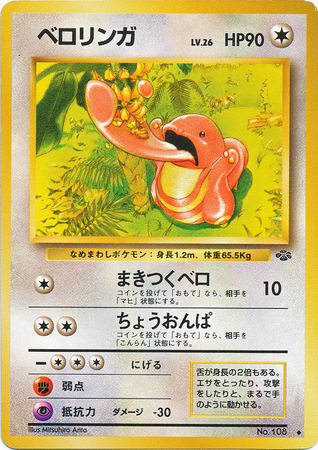 ベロリンガ LV.26 HP90
なめまわしポケモン：身長1.2m、体重65.5Kg
まきつくベロ 10
コインを投げて「おもて」なら、相手を
「マヒ」状態にする。
ちょうおんぱ
コインを投げて「おもて」なら、相手を
「こんらん」状態にする。
にげる
弱点
抵抗力 ダメージ -30
舌が身長の2倍もある。
エサをとったり、攻撃
をしたりと、まるで手
のように動かせる。
Illus. Mitsuhiro Arita
No. 108